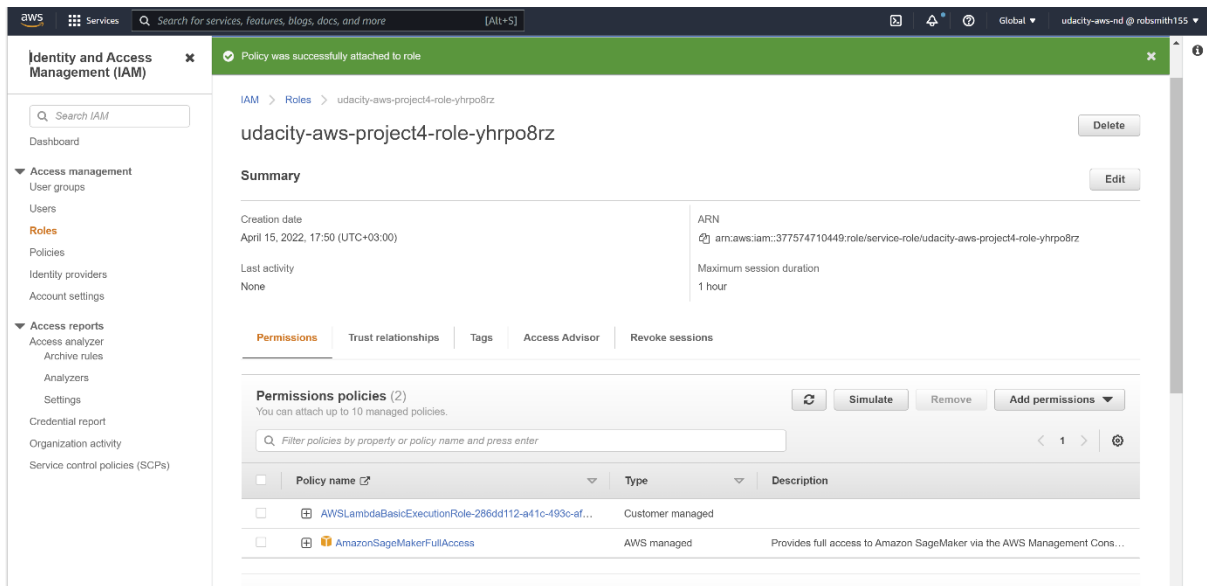 aws
Services
Search for services, features, blogs, docs, and more
[Alt+S]
Global
udacity-aws-nd @ robsmith155
Identity and Access
Management (IAM)
Search IAM
Dashboard
Access management
User groups
Users
Roles
Policies
Identity providers
Account settings
Access reports
Access analyzer
Archive rules
Analyzers
Settings
Credential report
Organization activity
Service control policies (SCPs)
Policy was successfully attached to role
IAM > Roles > udacity-aws-project4-role-yhrpo8rz
udacity-aws-project4-role-yhrpo8rz
Delete
Summary
Edit
Creation date
April 15, 2022, 17:50 (UTC+03:00)
ARN
arn:aws:iam::377574710449:role/service-role/udacity-aws-project4-role-yhrpo8rz
Last activity
None
Maximum session duration
1 hour
Permissions
Trust relationships
Tags
Access Advisor
Revoke sessions
Permissions policies (2)
You can attach up to 10 managed policies.
Simulate
Remove
Add permissions
Filter policies by property or policy name and press enter
1
Policy name
Type
Description
AWSLambdaBasicExecutionRole-286dd112-a41c-493c-af...
Customer managed
AmazonSageMakerFullAccess
AWS managed
Provides full access to Amazon SageMaker via the AWS Management Cons...